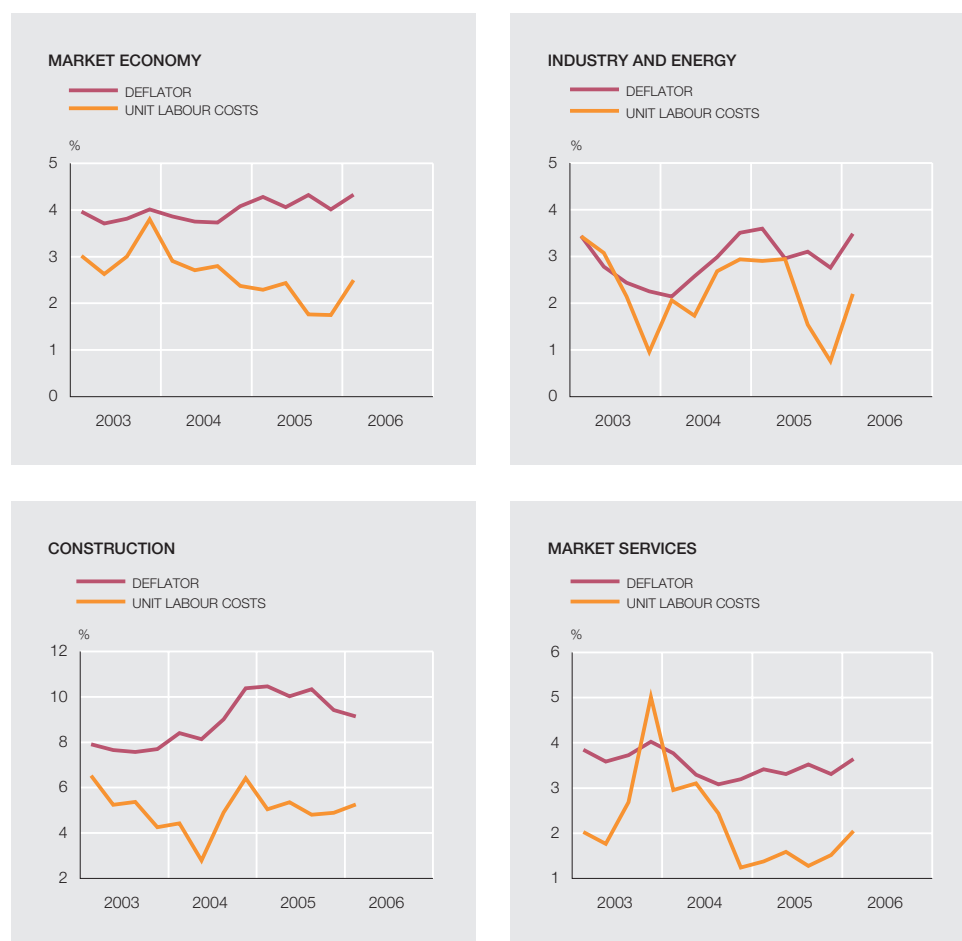 MARKET ECONOMY
DEFLATOR
UNIT LABOUR COSTS
%
5
4
3
2
1
0
2003 2004 2005 2006
INDUSTRY AND ENERGY
DEFLATOR
UNIT LABOUR COSTS
%
5
4
3
2
1
0
2003 2004 2005 2006
CONSTRUCTION
DEFLATOR
UNIT LABOUR COSTS
%
12
10
8
6
4
2
2003 2004 2005 2006
MARKET SERVICES
DEFLATOR
UNIT LABOUR COSTS
%
6
5
4
3
2
1
2003 2004 2005 2006